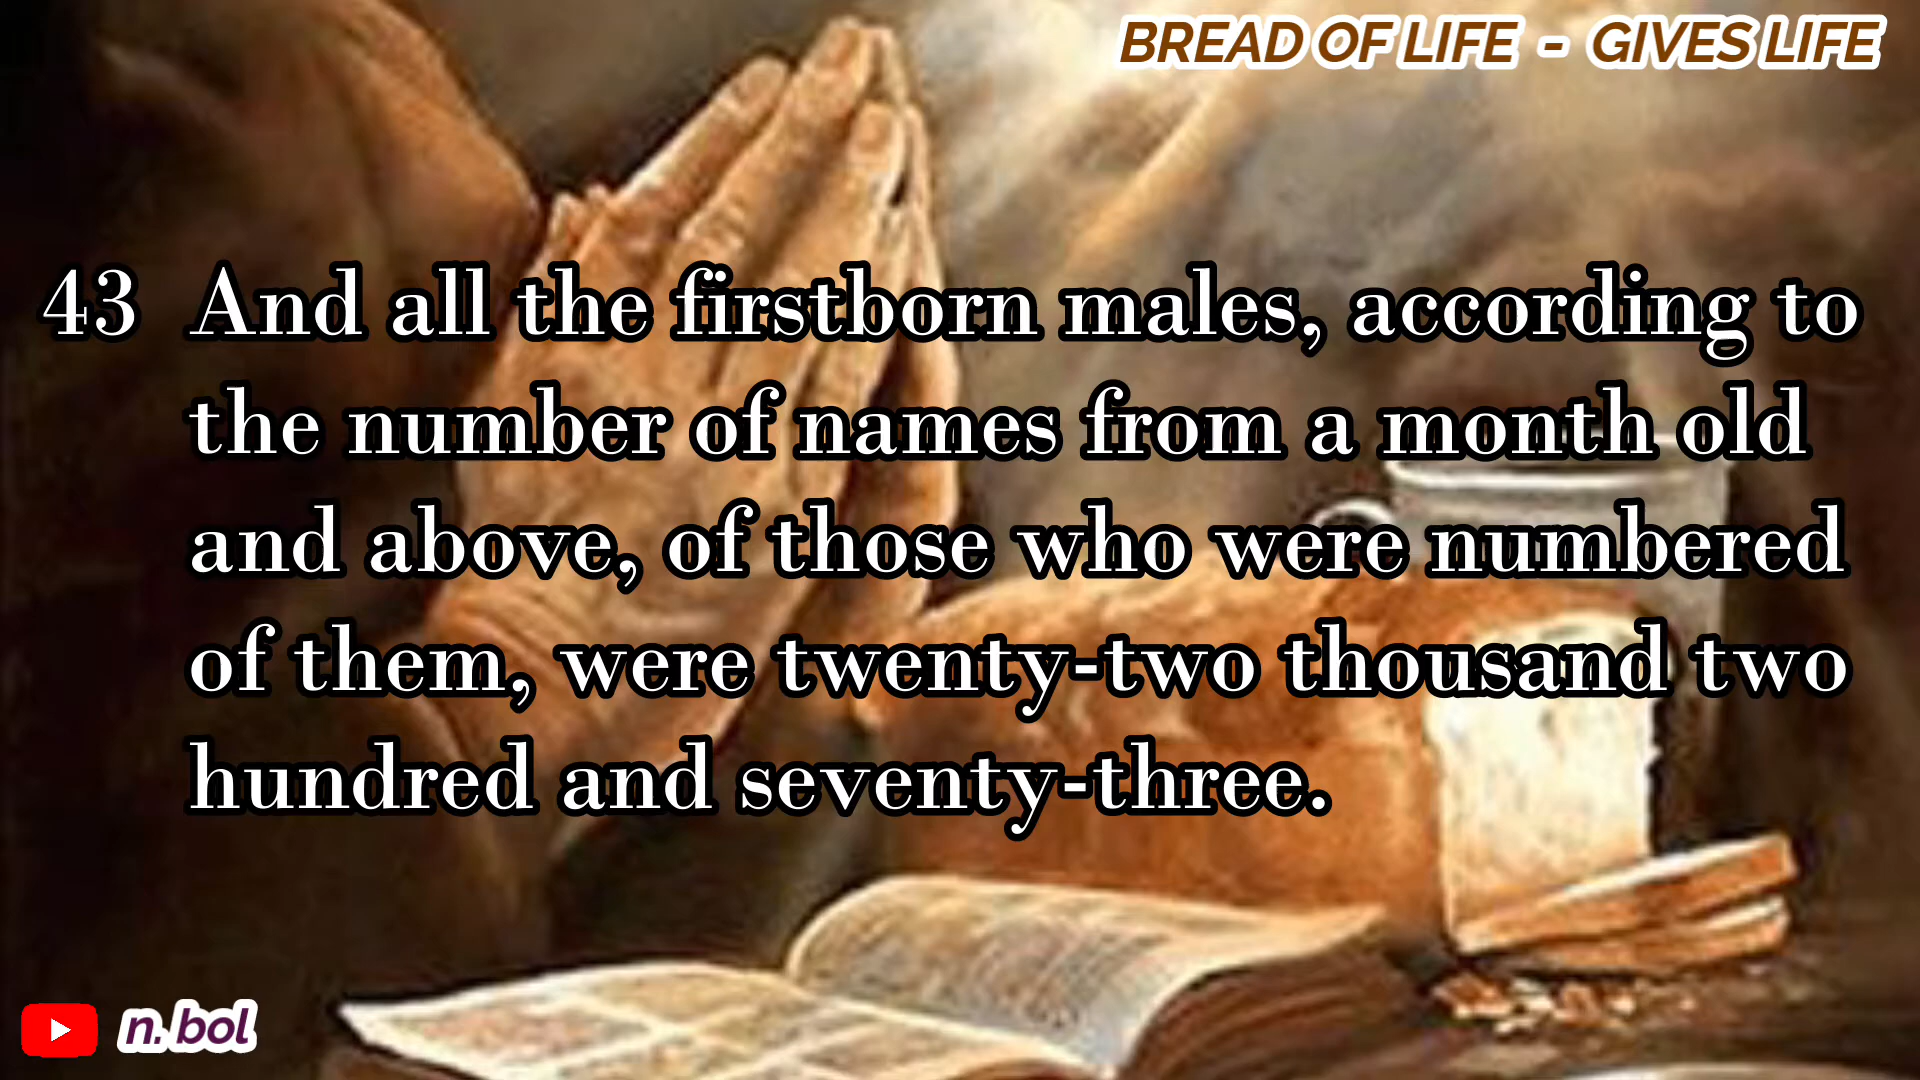 BREAD OF LIFE - GIVES LIFE
43 And all the firstborn males, according to
the number of names from a month old
and above, of those who were numbered
of them, were twenty-two thousand two
hundred and seventy-three.
n. bol